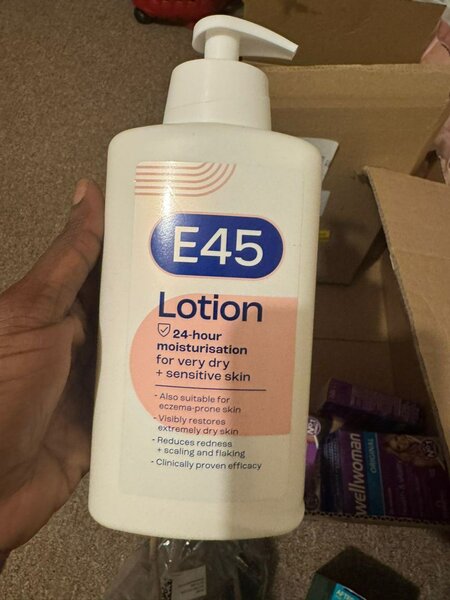 E45
Lotion
24-hour
moisturisation
for very dry
+ sensitive skin
- Also suitable for
eczema-prone skin
- Visibly restores
extremely dry skin
- Reduces redness
+ scaling and flaking
- Clinically proven efficacy
wellwoman
ORIGINAL